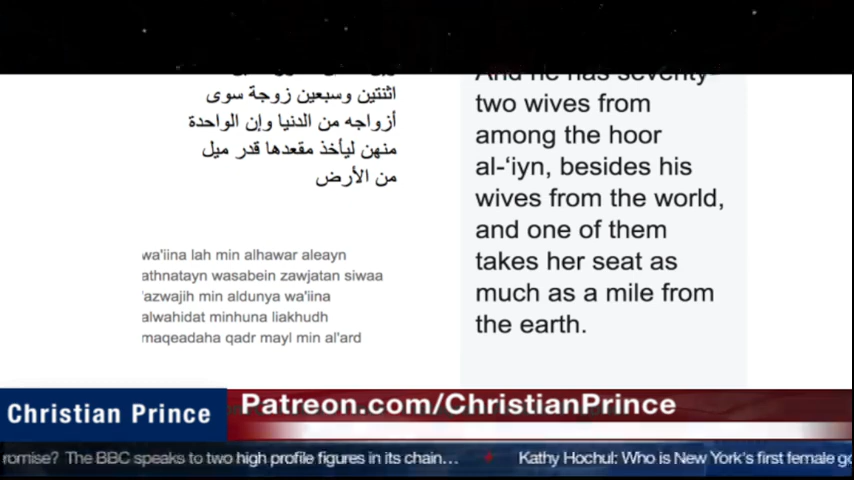 اثنتين وسبعين زوجة سوى
أزواجه من الدنيا وإن الواحدة
منهن ليأخذ مقعدها قدر ميل
من الأرض
wa'iina lah min alhawar aleayn
athnatayn wasabein zawjatan siwaa
'azwajih min aldunya wa'iina
alwahidat minhuna liakhudh
maqeadaha qadr mayl min al'ard
And he has seventy-
two wives from
among the hoor
al-‘iyn, besides his
wives from the world,
and one of them
takes her seat as
much as a mile from
the earth.
Christian Prince
Patreon.com/ChristianPrince
romise? The BBC speaks to two high profile figures in its chain...
Kathy Hochul: Who is New York's first female go